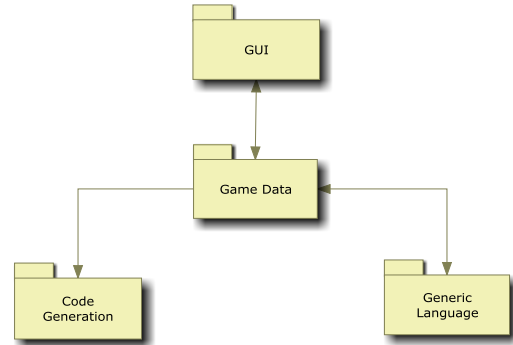 GUI
Game Data
Code
Generation
Generic
Language